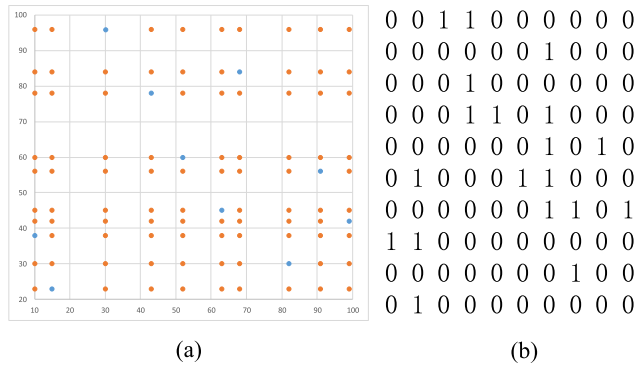 100
90
80
70
60
50
40
30
20
10 20 30 40 50 60 70 80 90 100
(a)
0 0 1 1 0 0 0 0 0 0
0 0 0 0 0 0 1 0 0 0
0 0 0 1 0 0 0 0 0 0
0 0 0 1 1 0 1 0 0 0
0 0 0 0 0 0 1 0 1 0
0 1 0 0 0 1 1 0 0 0
0 0 0 0 0 0 1 1 0 1
1 1 0 0 0 0 0 0 0 0
0 0 0 0 0 0 0 1 0 0
0 1 0 0 0 0 0 0 0 0
(b)